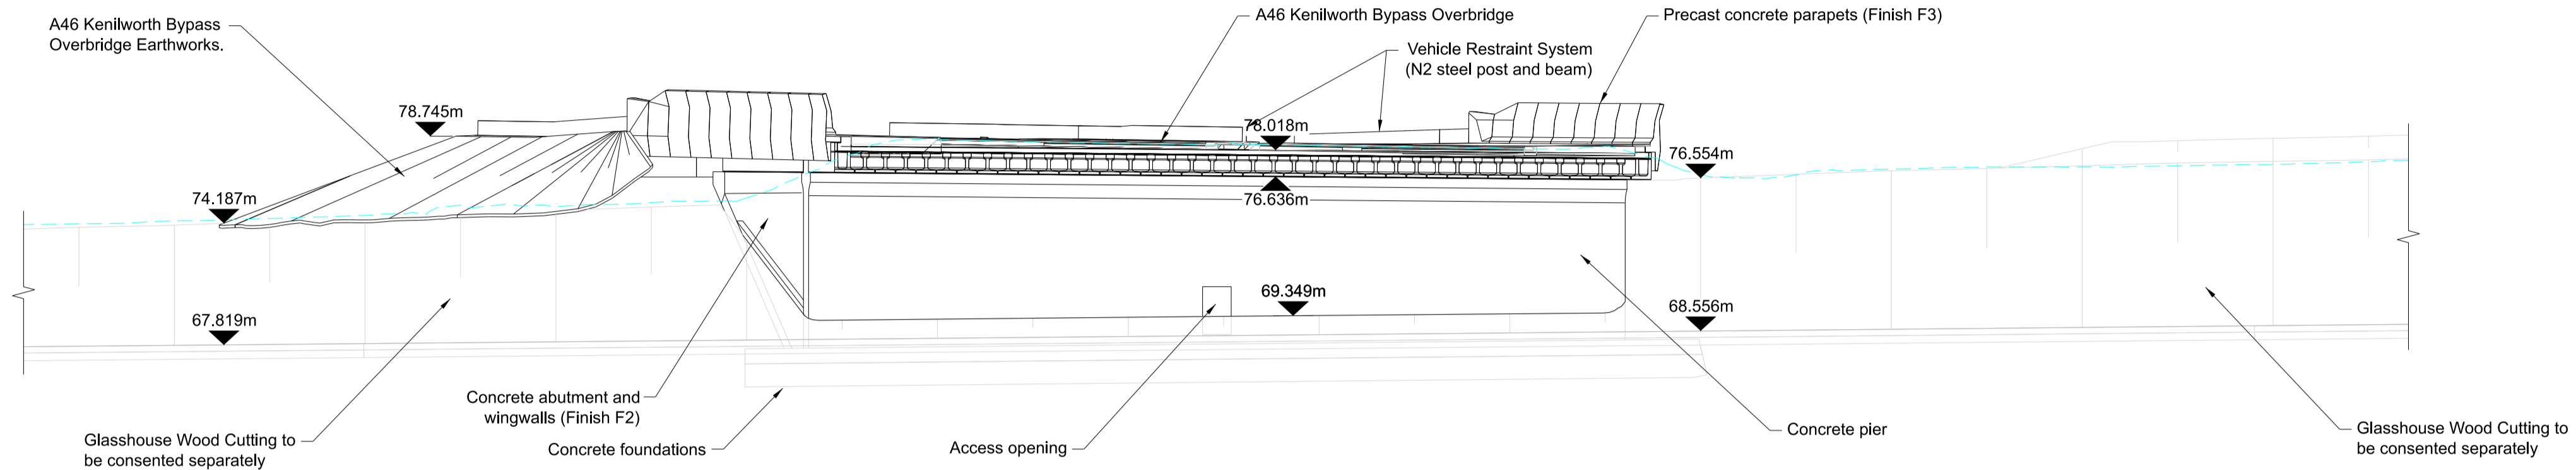 A46 Kenilworth Bypass
Overbridge Earthworks.
A46 Kenilworth Bypass Overbridge
Precast concrete parapets (Finish F3)
Vehicle Restraint System
(N2 steel post and beam)
78.745m
78.018m
76.554m
74.187m
76.636m
69.349m
68.556m
67.819m
Concrete abutment and
wingwalls (Finish F2)
Glasshouse Wood Cutting to
be consented separately
Concrete foundations
Access opening
Concrete pier
Glasshouse Wood Cutting to
be consented separately